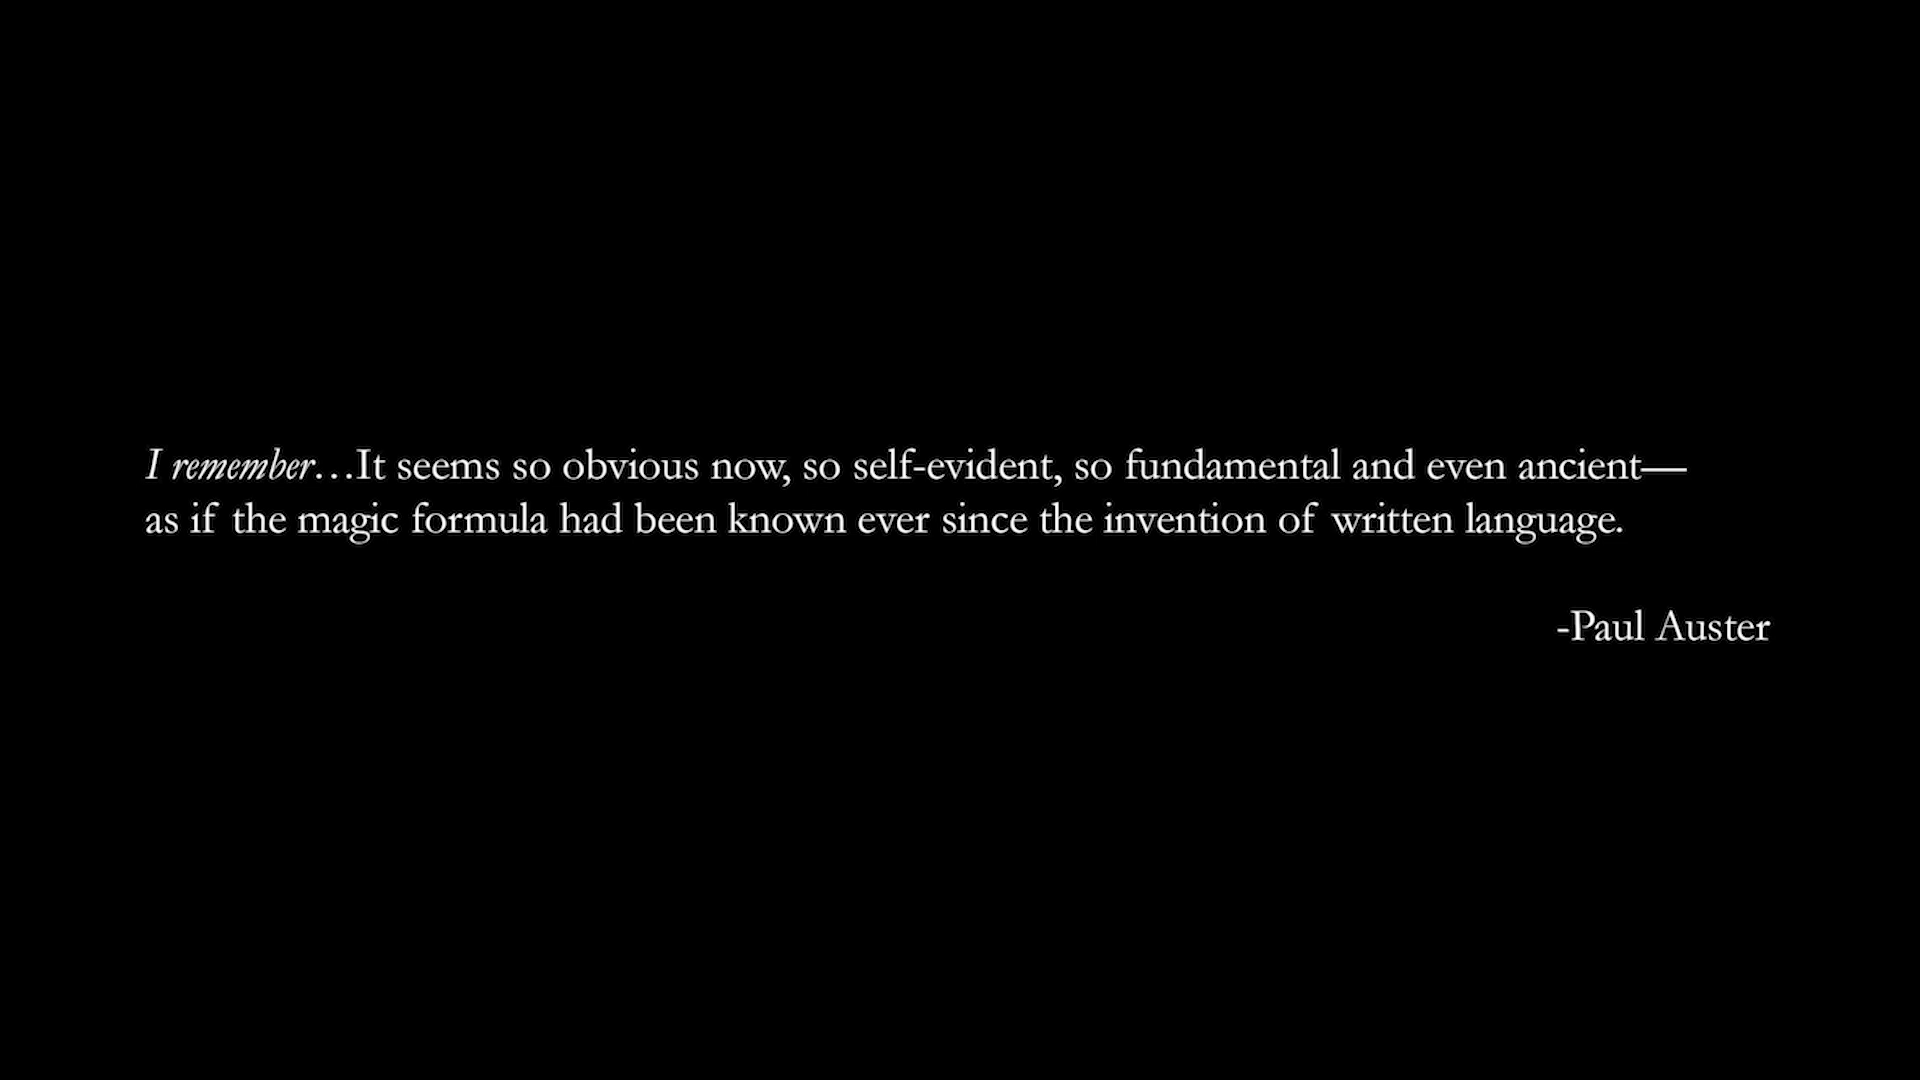 I remember…It seems so obvious now, so self-evident, so fundamental and even ancient—
as if the magic formula had been known ever since the invention of written language.
-Paul Auster